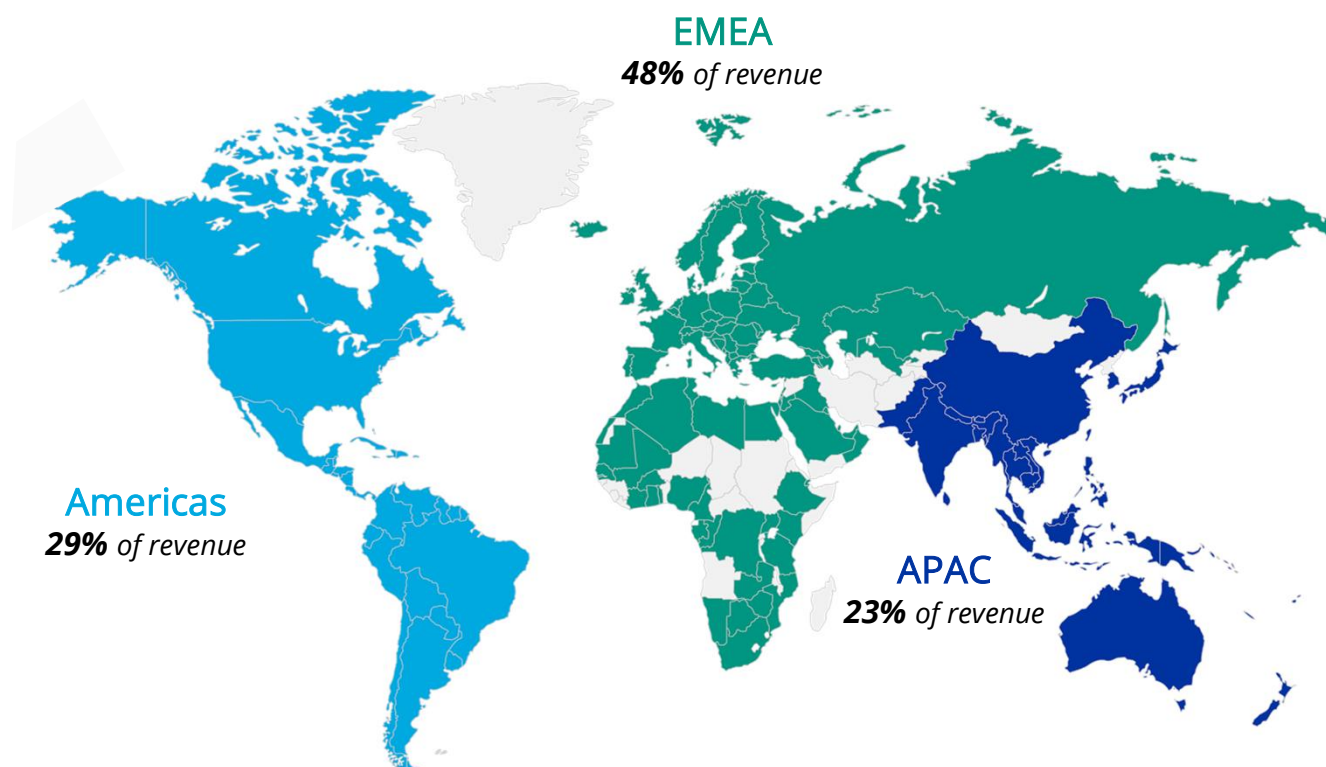 EMEA
48% of revenue
Americas
29% of revenue
APAC
23% of revenue